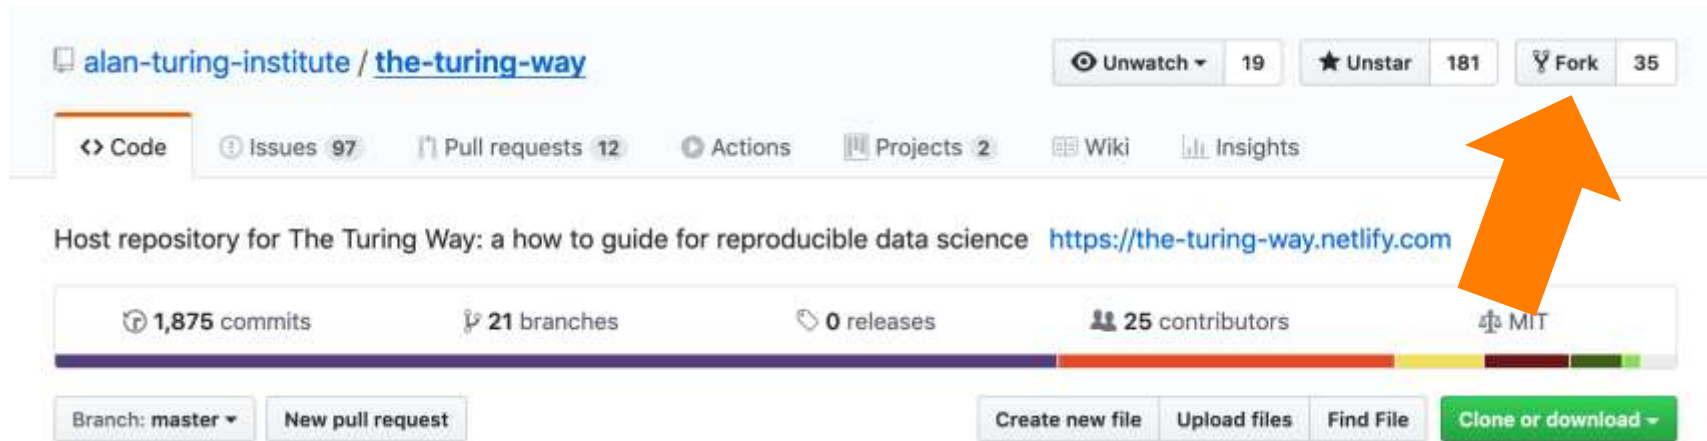 alan-turing-institute / the-turing-way Unwatch 19 Unstar 181 Fork 35
Code Issues 97 Pull requests 12 Actions Projects 2 Wiki Insights
Host repository for The Turing Way: a how to guide for reproducible data science https://the-turing-way.netlify.com
1,875 commits 21 branches 0 releases 25 contributors MIT
Branch: master New pull request Create new file Upload files Find File Clone or download